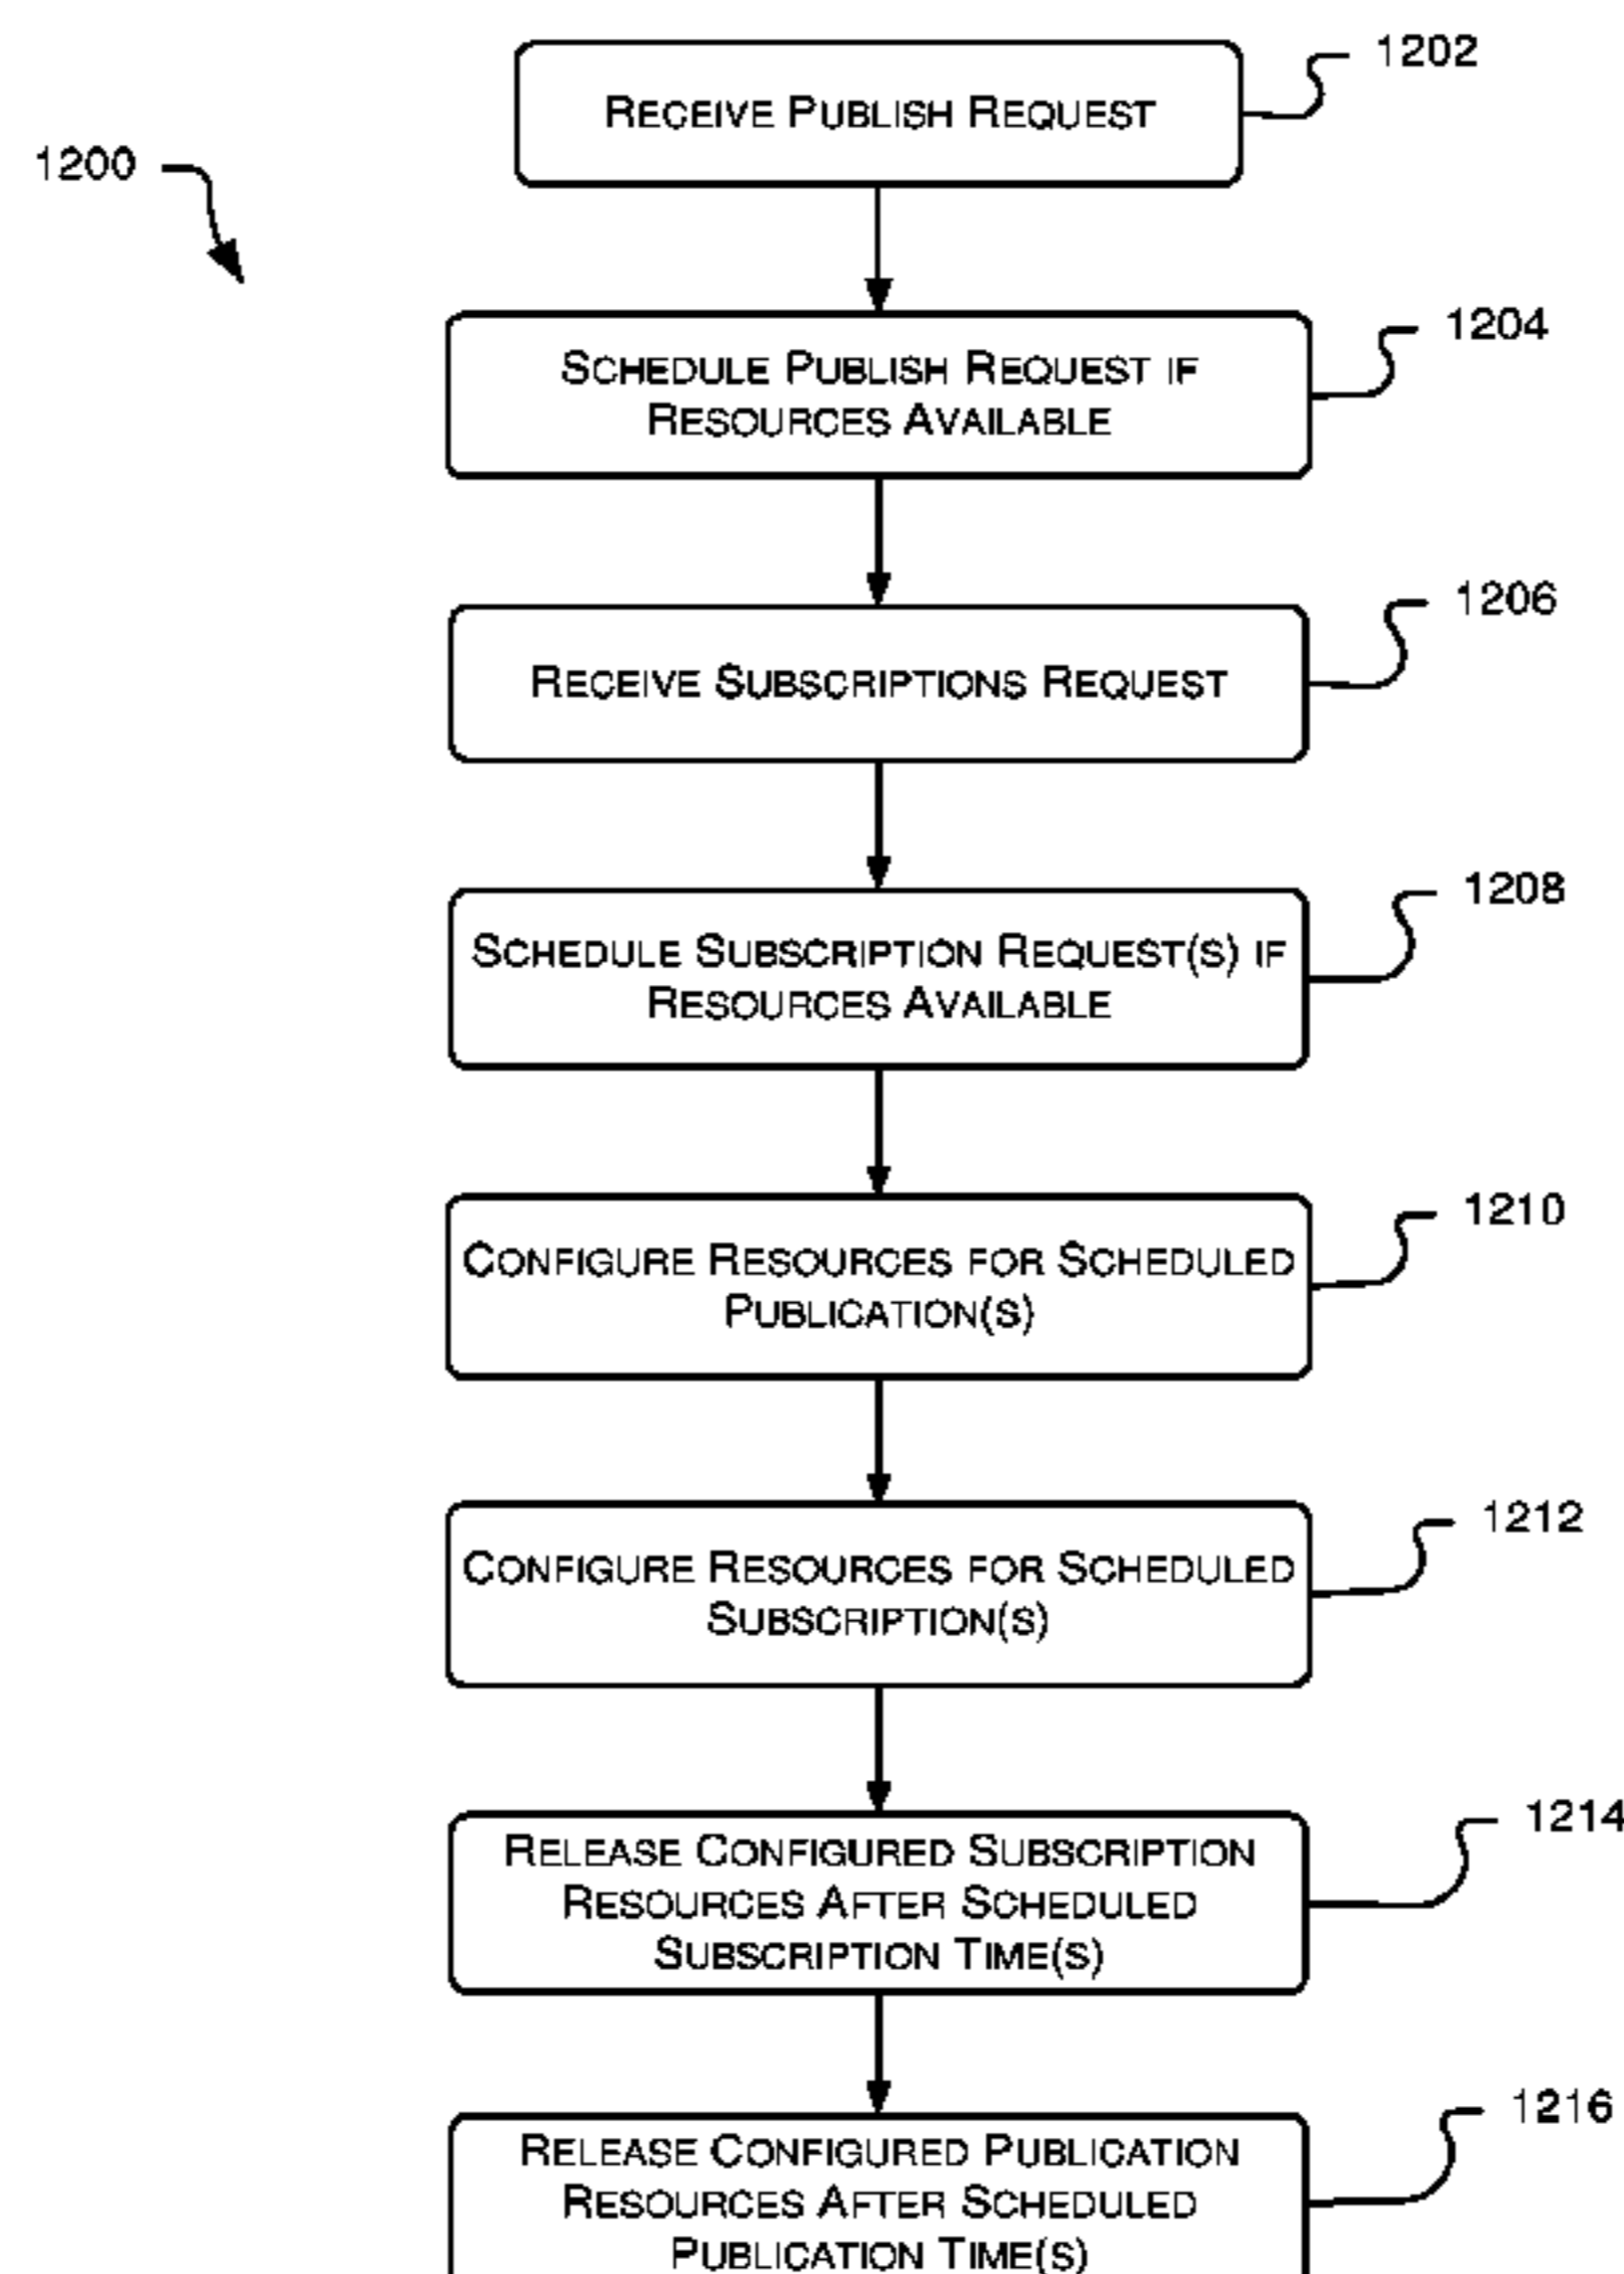 1202
RECEIVE PUBLISH REQUEST
1200
1204
SCHEDULE PUBLISH REQUEST IF
RESOURCES AVAILABLE
1206
RECEIVE SUBSCRIPTIONS REQUEST
1208
SCHEDULE SUBSCRIPTION REQUEST(S) IF
RESOURCES AVAILABLE
1210
CONFIGURE RESOURCES FOR SCHEDULED
PUBLICATION(S)
1212
CONFIGURE RESOURCES FOR SCHEDULED
SUBSCRIPTION(S)
1214
RELEASE CONFIGURED SUBSCRIPTION
RESOURCES AFTER SCHEDULED
SUBSCRIPTION TIME(S)
1216
RELEASE CONFIGURED PUBLICATION
RESOURCES AFTER SCHEDULED
PUBLICATION TIME(S)